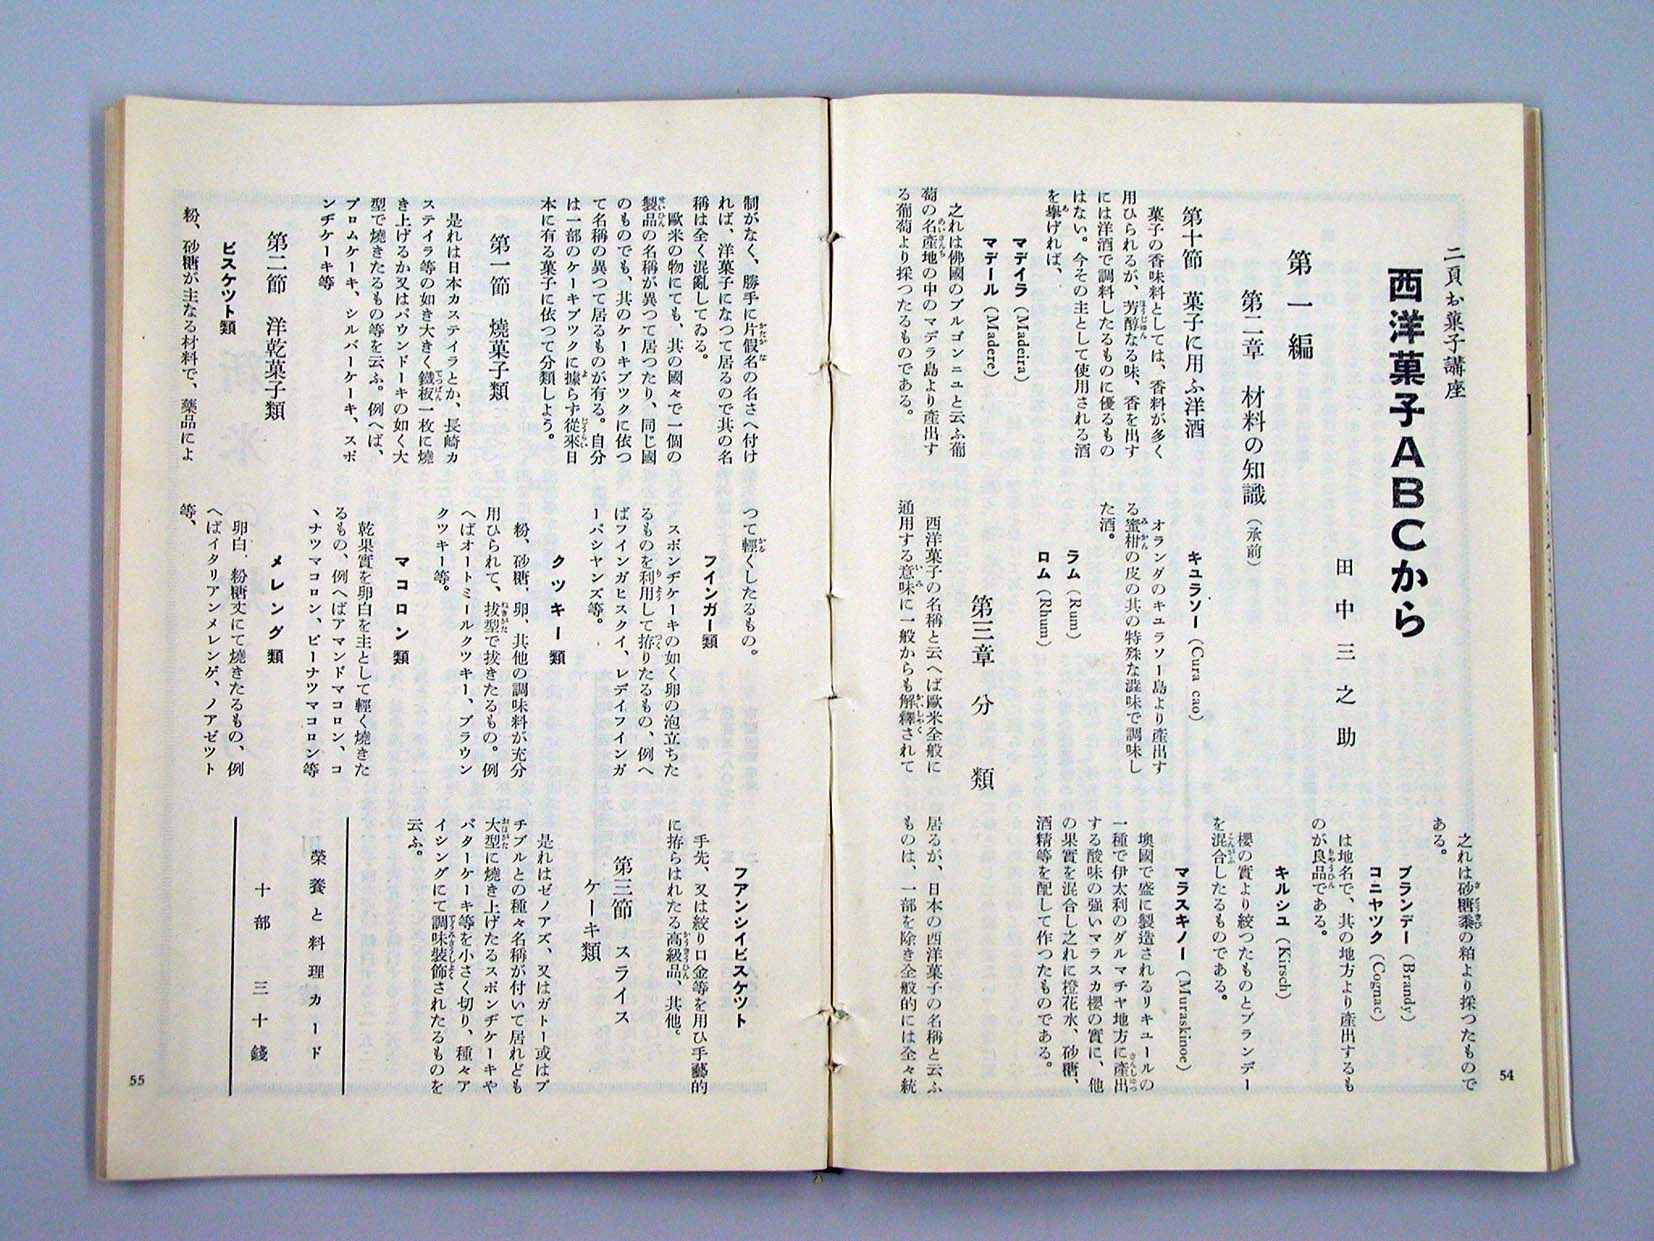 二頁お菓子講座
西洋菓子ABCから
田中三之助
第一編
第二章 材料の知識(承前)
第十節 菓子に用ふ洋酒
菓子の香味料としては、香料が多く
用ひられるが、芳醇なる味、香を出す
には洋酒で調料したるものに優るもの
はない。今その主として使用される酒
を擧げれば、
マデイラ(Madeira)
マデール(Madere)
之れは佛國のブルゴンニュと云ふ葡
萄の名産地の中のマデラ島より産出す
る葡萄より採つたるものである。
キユラソー(Cura cao)
オランダのキュラソー島より産出す
る蜜柑の皮の其の特殊な澁味で調味し
た酒。
ラム(Rum)
ロム(Rhum)
第三章 分類
西洋菓子の名稱と云へば歐米全般に
通用する意味に一般からも解釋されて
之れは砂糖黍の粕より採つたもので
ある。
ブランデー(Brandy)
コニヤツク(Cognac)
は地名で、其の地方より産出するも
のが良品である。
キルシユ(Kirsch)
櫻の實より絞つたものとブランデー
を混合したるものである。
マラスキノー(Muraskinoe)
墺國で盛に製造されるリキュールの
一種で伊太利のダルマチヤ地方に産出
する酸味の強いマラスカ櫻の實に、他
の果實を混合し之れに橙花水、砂糖、
酒精等を配して作つたものである。
居るが、日本の西洋菓子の名稱と云ふ
ものは、一部を除き全般的には全々統
54
制がなく、勝手に片假名の名さへ付け
れば、洋菓子になつて居るので其の名
稱は全く混亂してゐる。
歐米の物にても、其の國々で一個の
製品の名稱が異つて居つたり、同じ國
のものでも、其のケーキブツクに依つ
て名稱の異つて居るものが有る。自分
は一部のケーキブツクに據らず從來日
本に有る菓子に依つて分類しよう。
第一節 燒菓子類
是れは日本カステイラとか、長崎カ
ステイラ等の如き大きく鐵板一枚に燒
き上げるか又はパウンドーキの如く大
型で燒きたるもの等を云ふ。例へば、
プロムケーキ、シルバーケーキ、スポ
ンヂケーキ等
第二節 洋乾菓子類
ビスケツト類
粉、砂糖が主なる材料で、藥品によ
つて輕くしたるもの。
フインガー類
スポンヂケーキの如く卵の泡立ちた
るものを利用して拵りたるもの、例へ
ばフインガヒスクイ、レデイフインガ
ーパシヤンズ等。
クツキー類
粉、砂糖、卵、其他の調味料が充分
用ひられて、拔型で拔きたるもの。例
へばオートミールクツキー、ブラウン
クツキー等。
マコロン類
乾果實を卵白を主として輕く燒きた
るもの、例へばアマンドマコロン、コ
ヽナツマコロン、ピーナツマコロン等
メレング類
卵白、粉糖丈にて燒きたるもの、例
へばイタリアンメレンゲ、ノアゼツト
等、
フアンシイビスケツト
手先、又は絞り口金等を用ひ手藝的
に拵らはれたる高級品、其他。
第三節 スライス
ケーキ類
是れはゼノアズ、又はガトー或はプ
チブルとの種々名稱が付いて居れども
大型に燒き上げたるスポンヂケーキや
バターケーキ等を小さく切り、種々ア
イシングにて調味裝飾されたるものを
云ふ。
榮養と料理カード
十部 三十錢
55